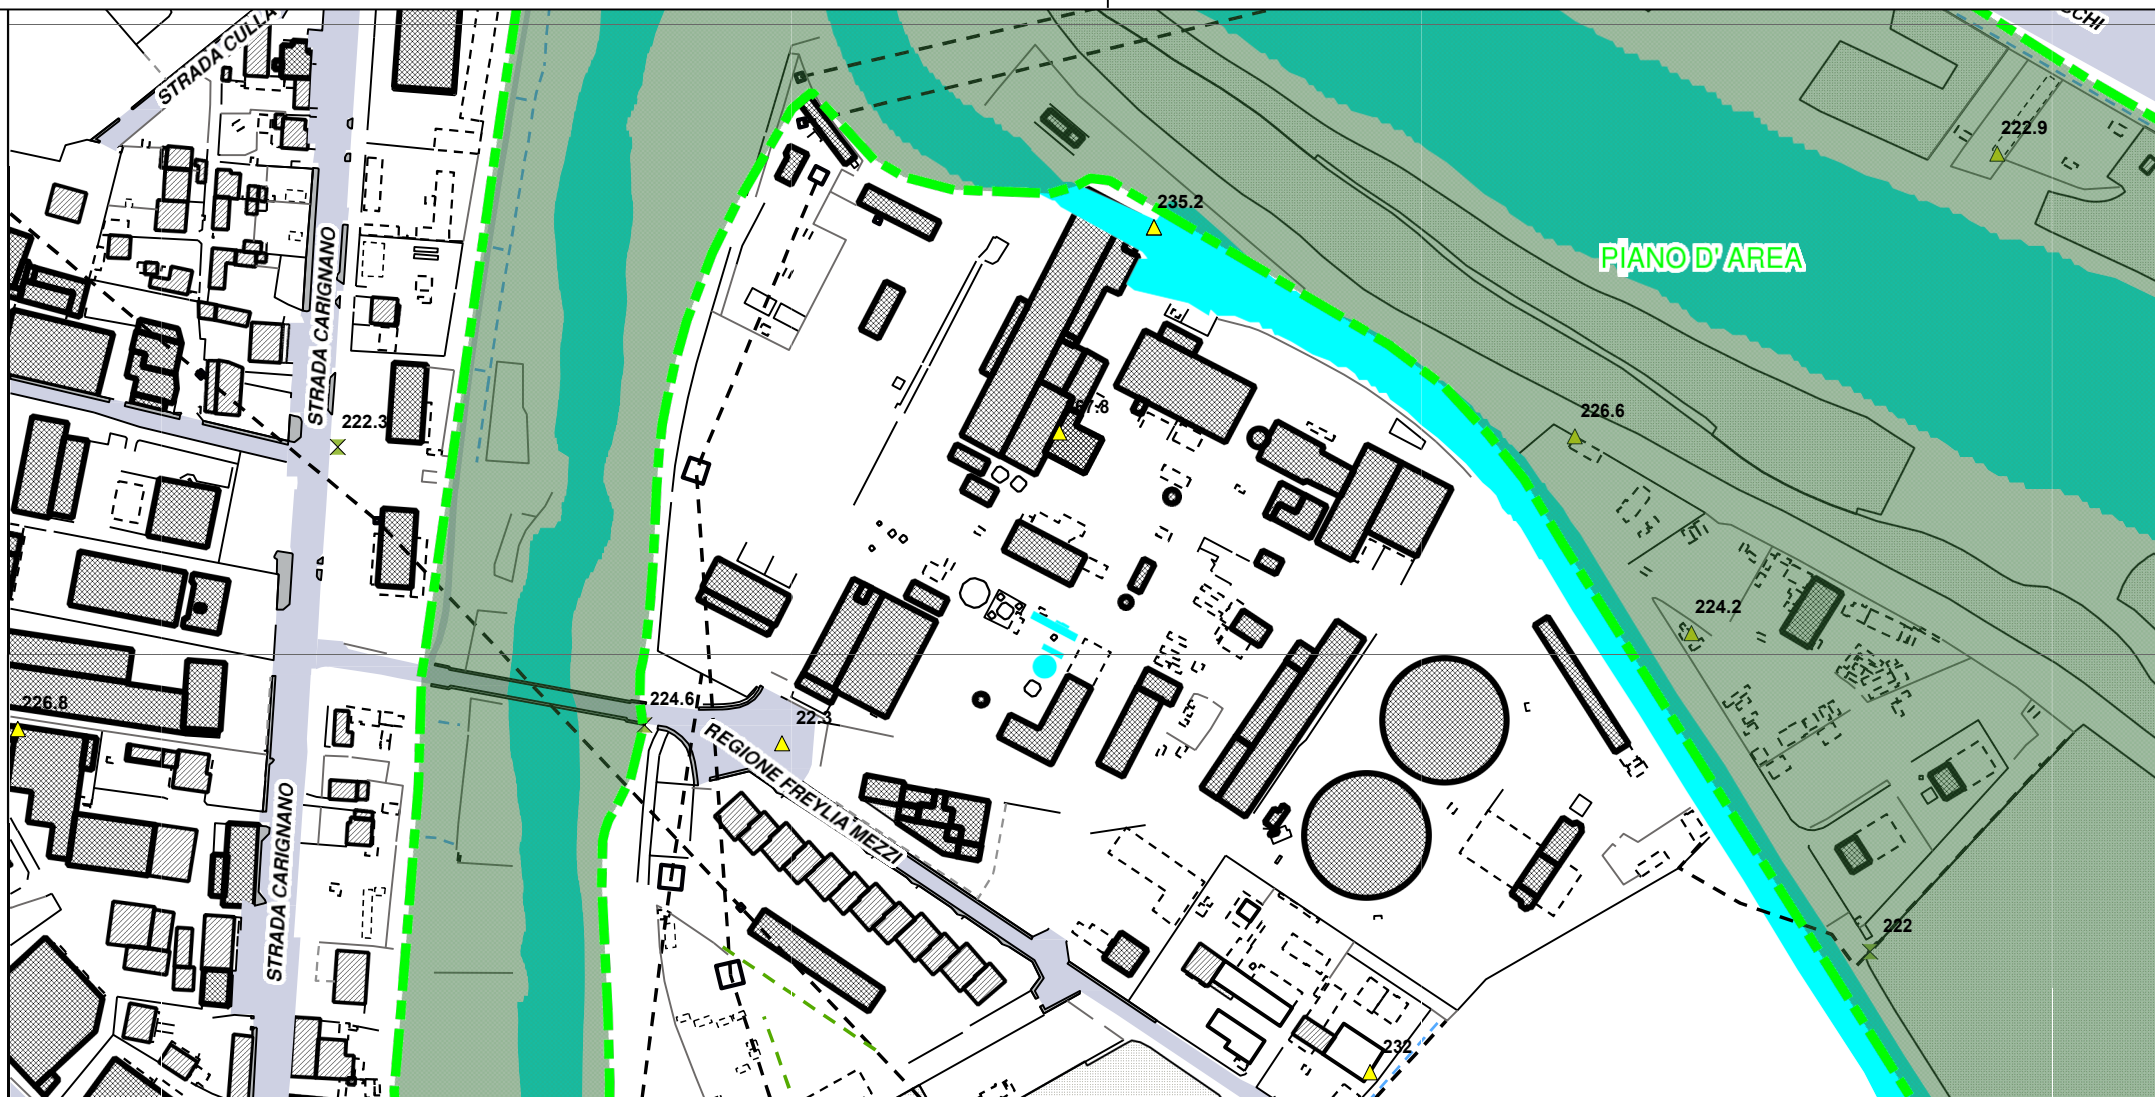 STRADA CULLA
CCHI
222.9
235.2
PIANO D' AREA
STRADA CARIGNANO
222.3
226.6
224.2
226.8
224.6
22.3
REGIONE FREYLIA MEZZI
STRADA CARIGNANO
222
232